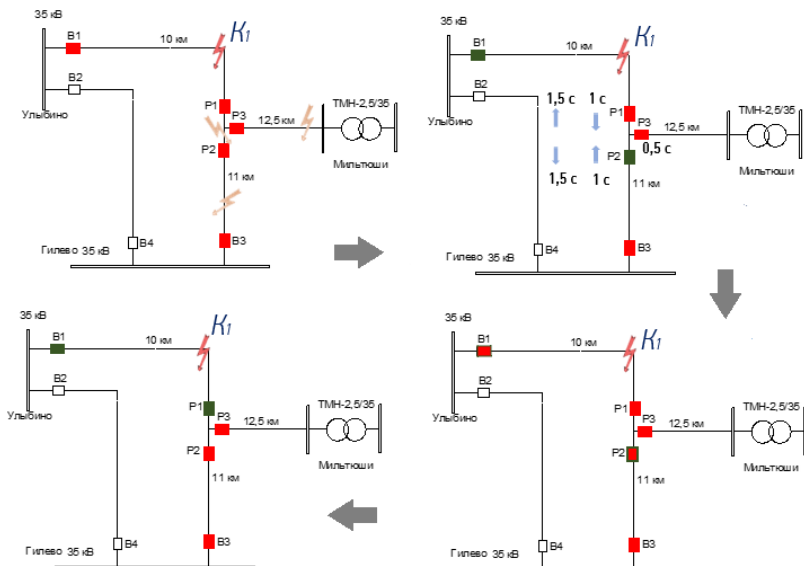 35 кВ
В1
10 км
К1
В2
Улыбино
Р1
Р3
12,5 км
ТМН-2,5/35
Р2
Мильтюши
11 км
Гилево 35 кВ
В4
В3
35 кВ
В1
10 км
К1
В2
Улыбино
1,5 с
1 с
Р1
Р3
12,5 км
ТМН-2,5/35
0,5 с
Р2
Мильтюши
1,5 с
1 с
11 км
Гилево 35 кВ
В4
В3
35 кВ
В1
10 км
К1
В2
Улыбино
Р1
Р3
12,5 км
ТМН-2,5/35
Р2
Мильтюши
11 км
Гилево 35 кВ
В4
В3
35 кВ
В1
10 км
К1
В2
Улыбино
Р1
Р3
12,5 км
ТМН-2,5/35
Р2
Мильтюши
11 км
Гилево 35 кВ
В4
В3